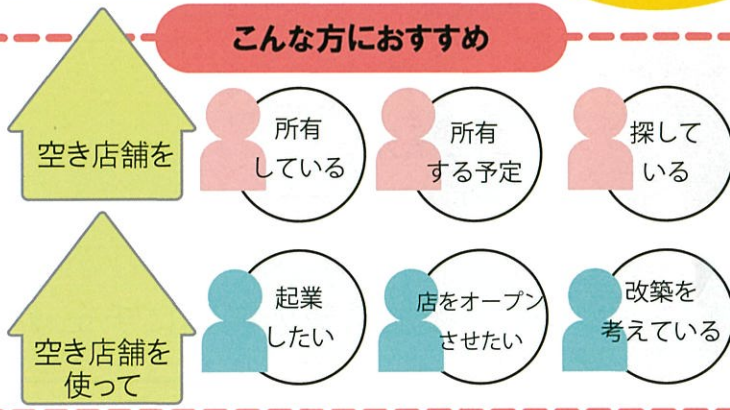 こんな方におすすめ
空き店舗を
所有
している
所有
する予定
探して
いる
空き店舗を
使って
起業
したい
店をオープン
させたい
改築を
考えている